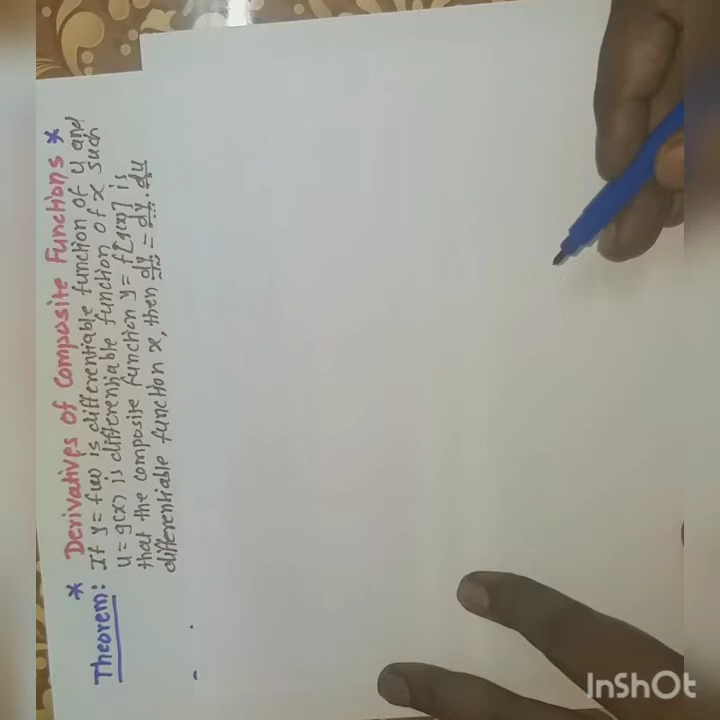 * Derivatives of Composite Functions *
Theorem: If y = f(u) is differentiable function of u and
u = g(x) is differentiable function of x such
that the composite function y = f[g(x)] is
differentiable function x, then dy/dx = dy/du . du
InShOt